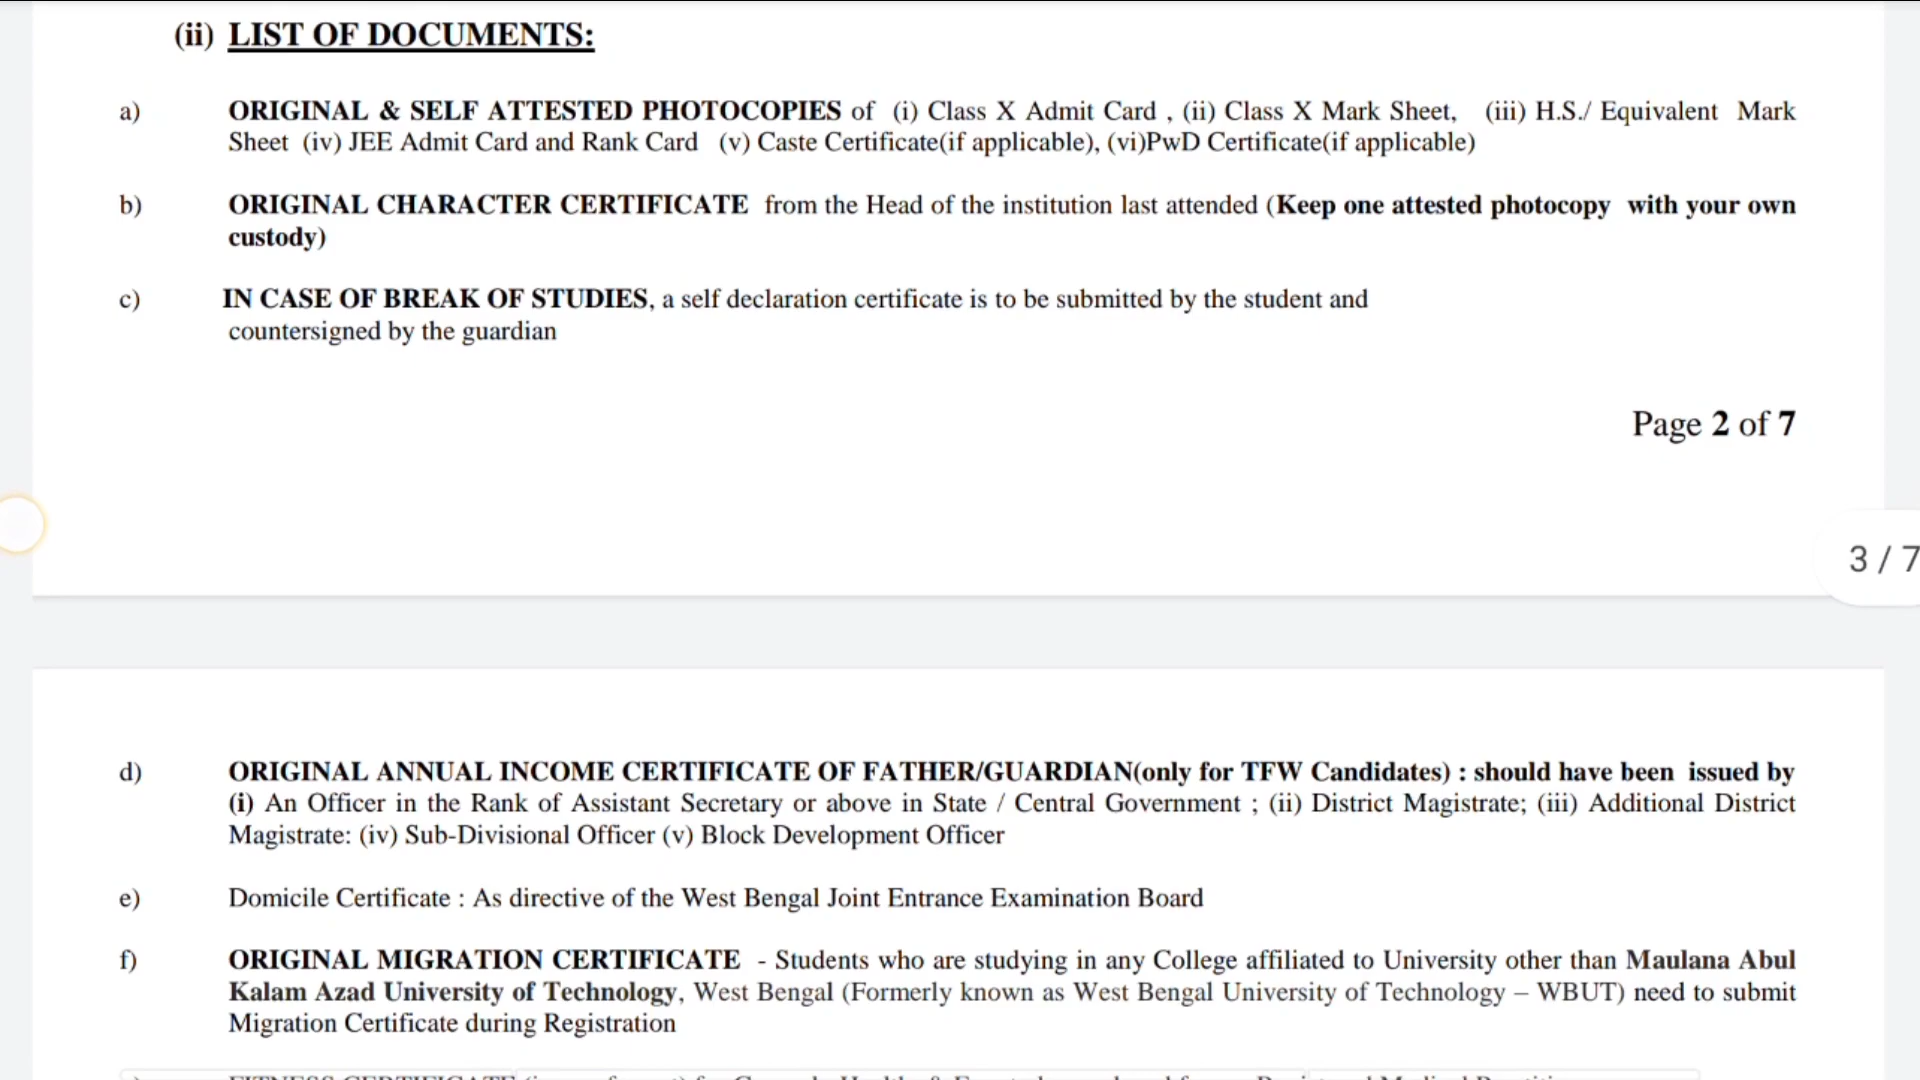 (ii) LIST OF DOCUMENTS:
a) ORIGINAL & SELF ATTESTED PHOTOCOPIES of (i) Class X Admit Card , (ii) Class X Mark Sheet, (iii) H.S./ Equivalent Mark
Sheet (iv) JEE Admit Card and Rank Card (v) Caste Certificate(if applicable), (vi)PwD Certificate(if applicable)
b) ORIGINAL CHARACTER CERTIFICATE from the Head of the institution last attended (Keep one attested photocopy with your own
custody)
c) IN CASE OF BREAK OF STUDIES, a self declaration certificate is to be submitted by the student and
countersigned by the guardian
Page 2 of 7
3 / 7
d) ORIGINAL ANNUAL INCOME CERTIFICATE OF FATHER/GUARDIAN(only for TFW Candidates) : should have been issued by
(i) An Officer in the Rank of Assistant Secretary or above in State / Central Government ; (ii) District Magistrate; (iii) Additional District
Magistrate: (iv) Sub-Divisional Officer (v) Block Development Officer
e) Domicile Certificate : As directive of the West Bengal Joint Entrance Examination Board
f) ORIGINAL MIGRATION CERTIFICATE - Students who are studying in any College affiliated to University other than Maulana Abul
Kalam Azad University of Technology, West Bengal (Formerly known as West Bengal University of Technology – WBUT) need to submit
Migration Certificate during Registration